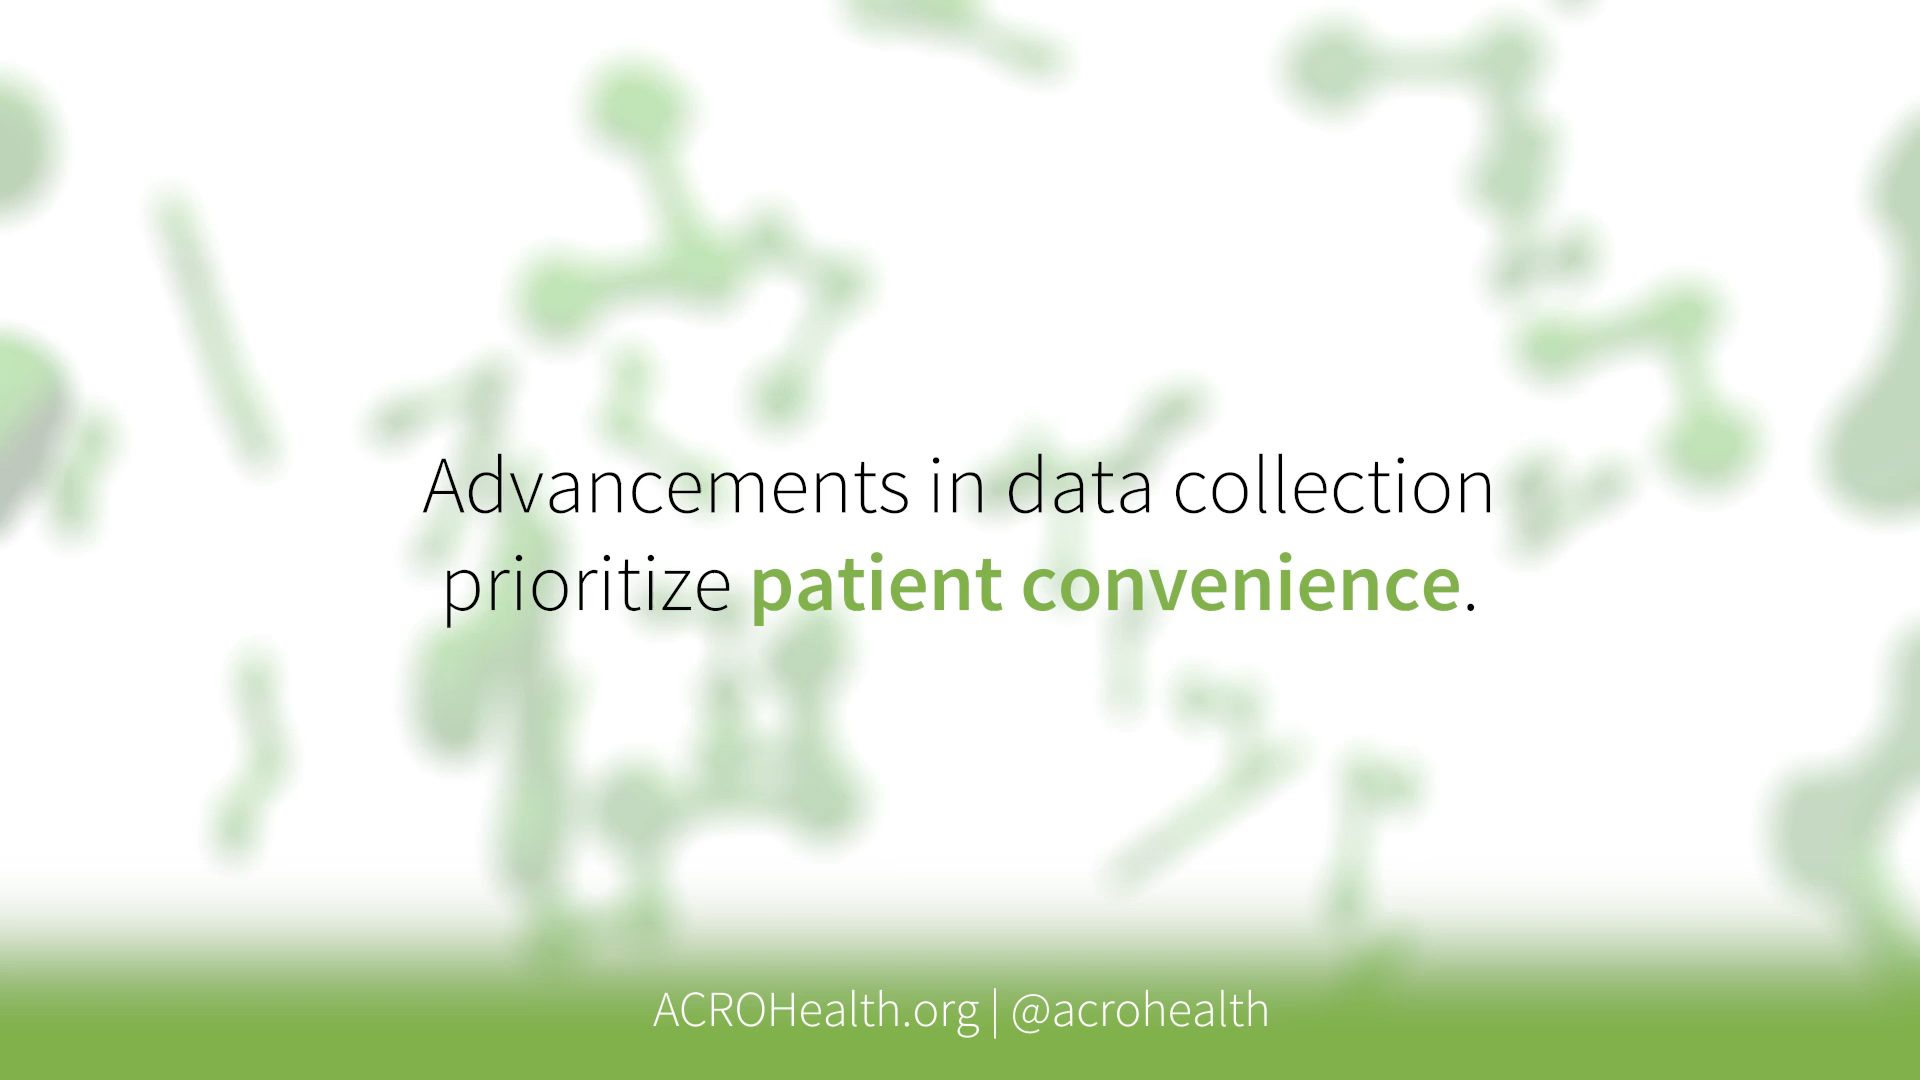 Advancements in data collection
prioritize patient convenience.
ACROHealth.org | @acrohealth